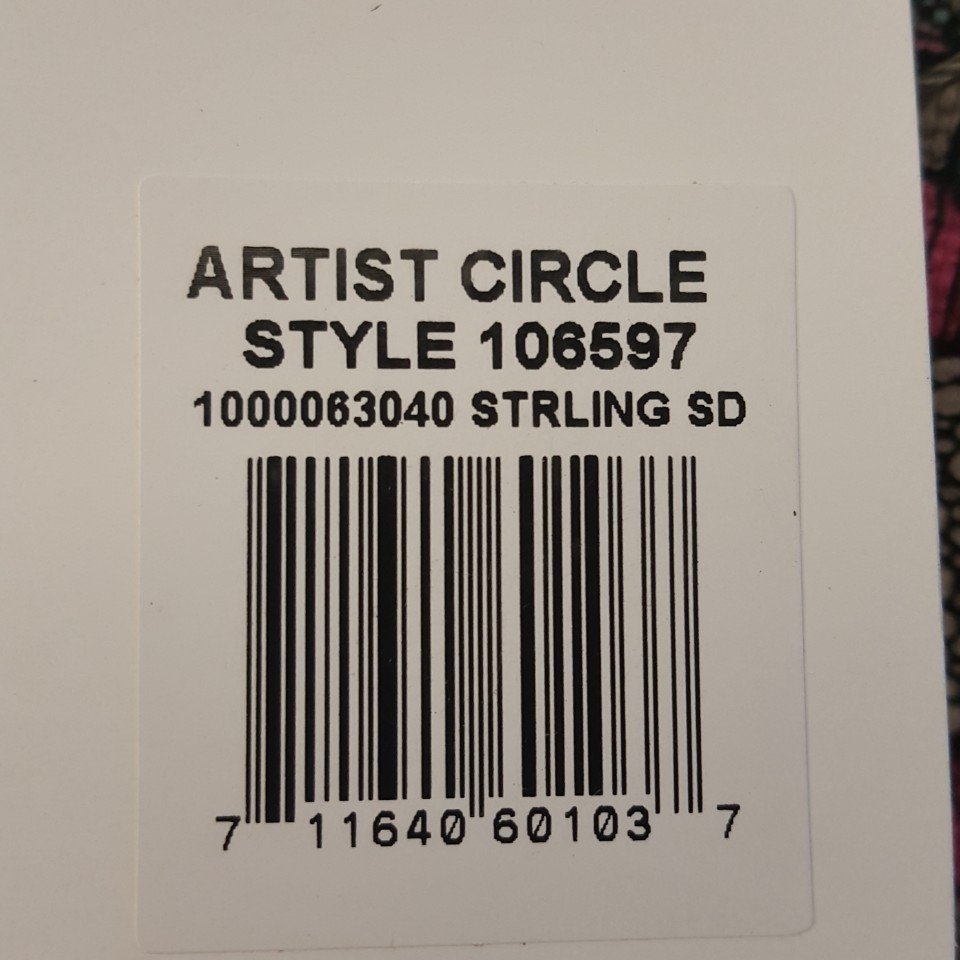 ARTIST CIRCLE
STYLE 106597
1000063040 STRLING SD
7 11640 60103 7